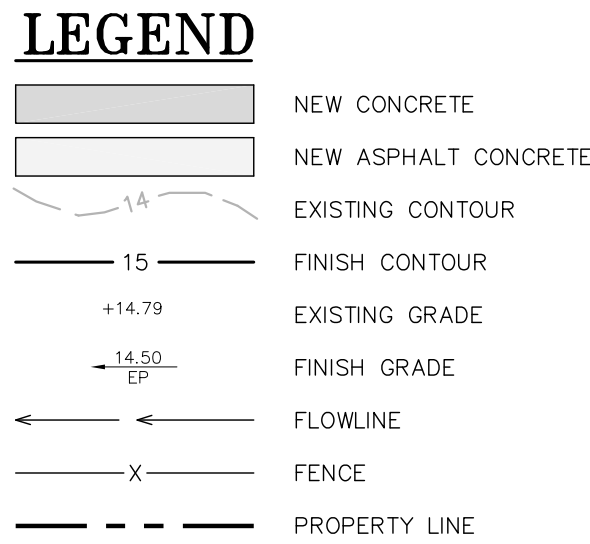 LEGEND
NEW CONCRETE
NEW ASPHALT CONCRETE
14 EXISTING CONTOUR
15 FINISH CONTOUR
+14.79 EXISTING GRADE
14.50
EP
FINISH GRADE
FLOWLINE
X FENCE
PROPERTY LINE